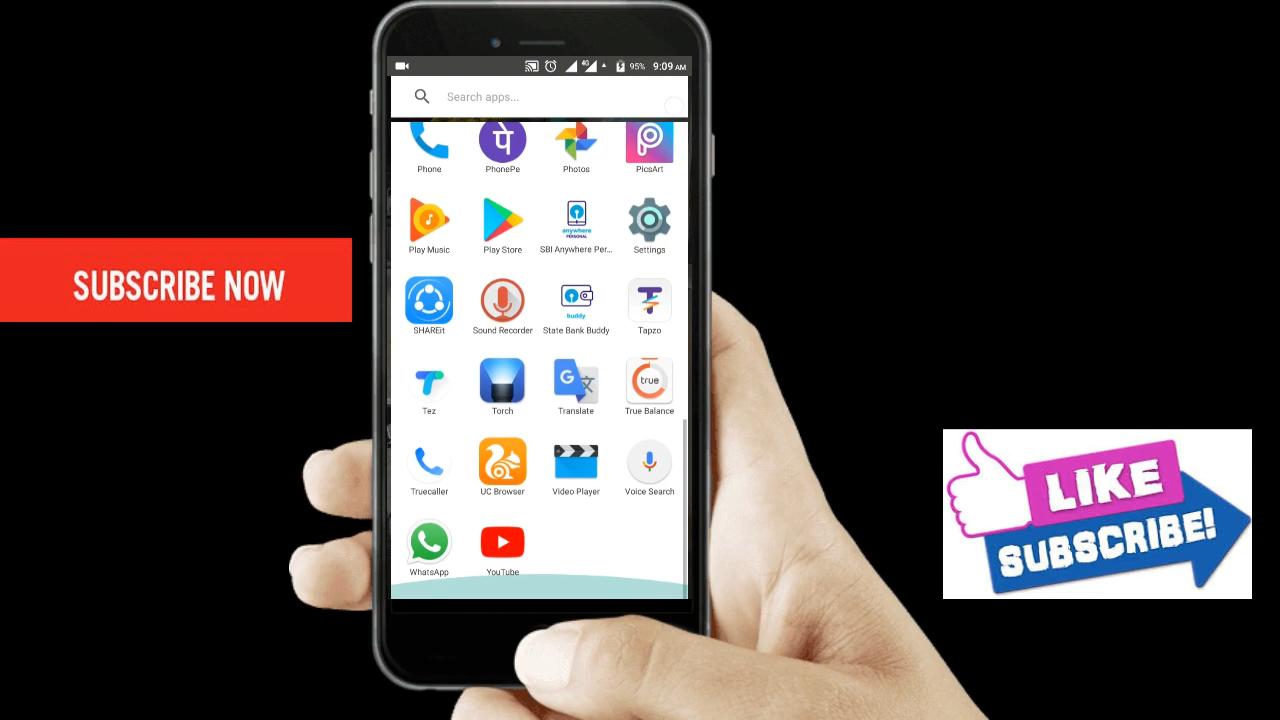 4G 95% 9:09 AM
Search apps...
पे
Phone PhonePe Photos PicsArt
anywhere
PERSONAL
Play Music Play Store SBI Anywhere Per... Settings
SUBSCRIBE NOW
buddy
SHAREit Sound Recorder State Bank Buddy Tapzo
G
true
Tez Torch Translate True Balance
Truecaller UC Browser Video Player Voice Search
LIKE
SUBSCRIBE!
WhatsApp YouTube